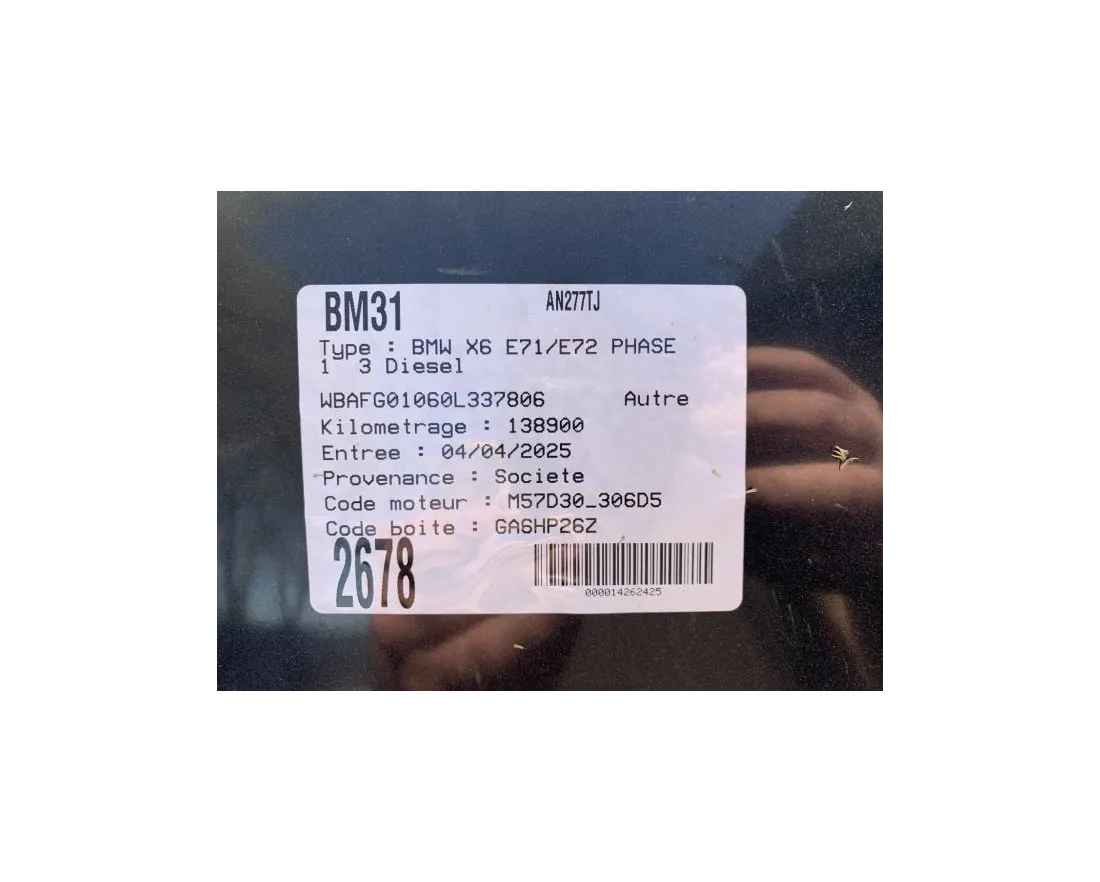 BM31 AN277TJ
Type : BMW X6 E71/E72 PHASE
1 3 Diesel
WBAFG01060L337806 Autre
Kilometrage : 138900
Entree : 04/04/2025
Provenance : Societe
Code moteur : M57D30_306D5
Code boite : GA6HP26Z
2678
000014262425